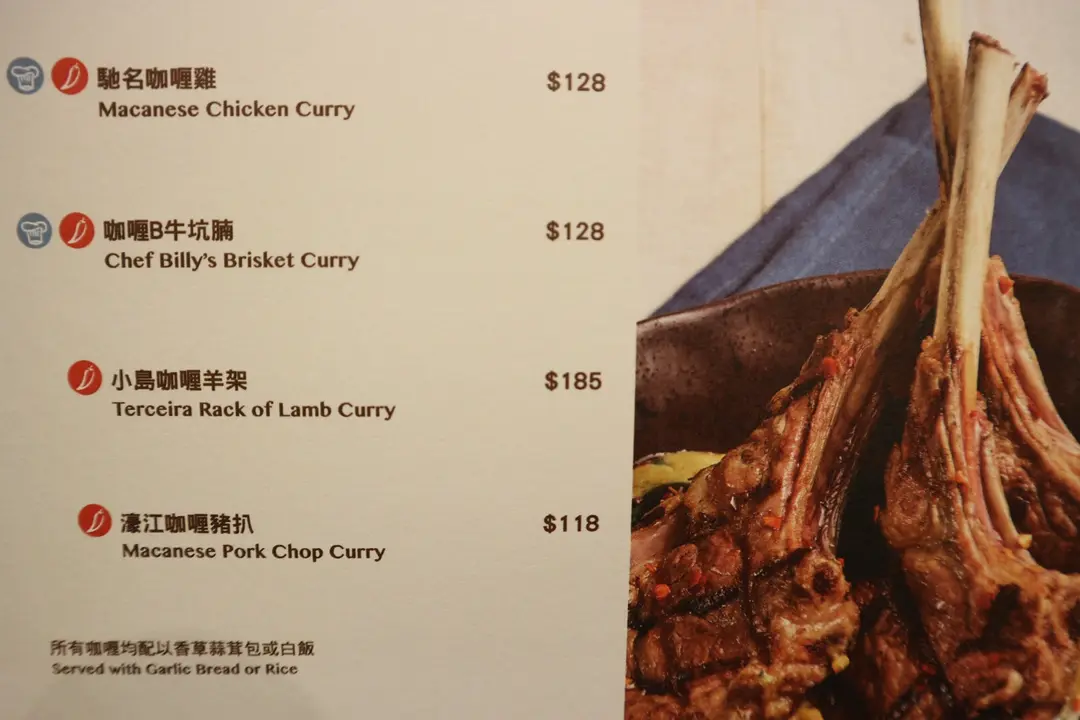 馳名咖喱雞 $128
Macanese Chicken Curry
咖喱B牛坑腩 $128
Chef Billy's Brisket Curry
小島咖喱羊架 $185
Terceira Rack of Lamb Curry
濠江咖喱豬扒 $118
Macanese Pork Chop Curry
所有咖喱均配以香草蒜茸包或白飯
Served with Garlic Bread or Rice